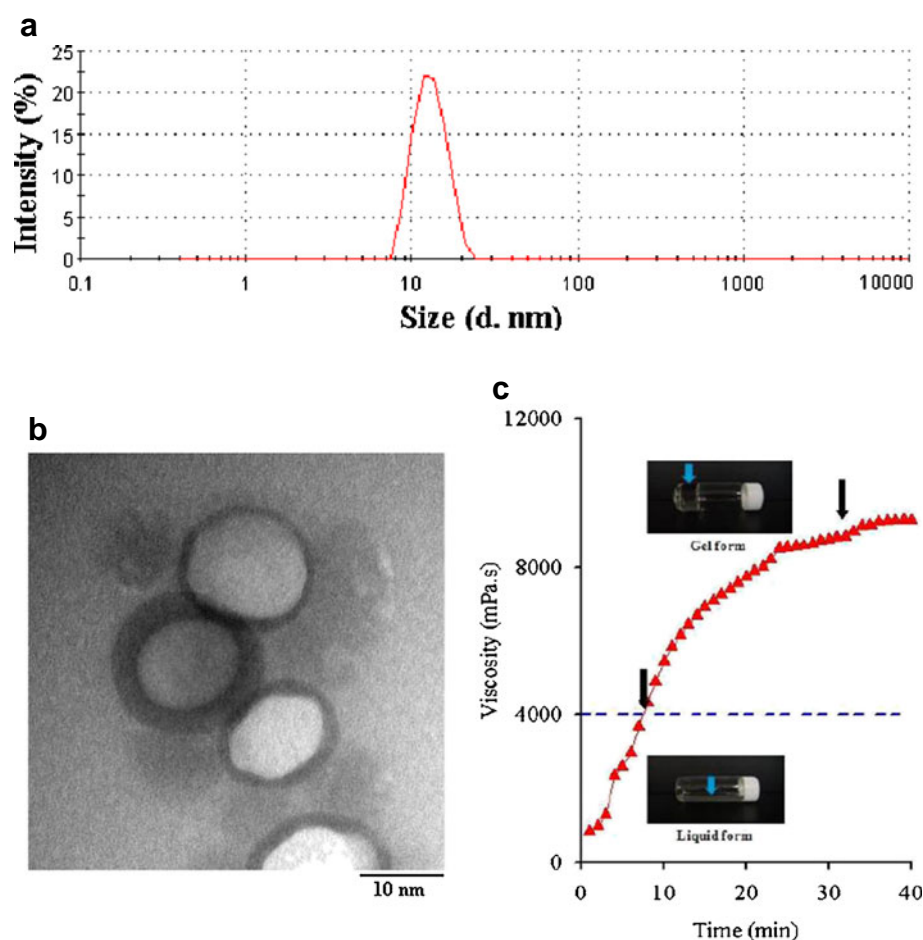 a
Intensity (%)
25
20
15
10
5
0
0.1 1 10 100 1000 10000
Size (d. nm)
b
10 nm
c
Viscosity (mPa.s)
12000
8000
4000
0
Gel form
Liquid form
0 10 20 30 40
Time (min)